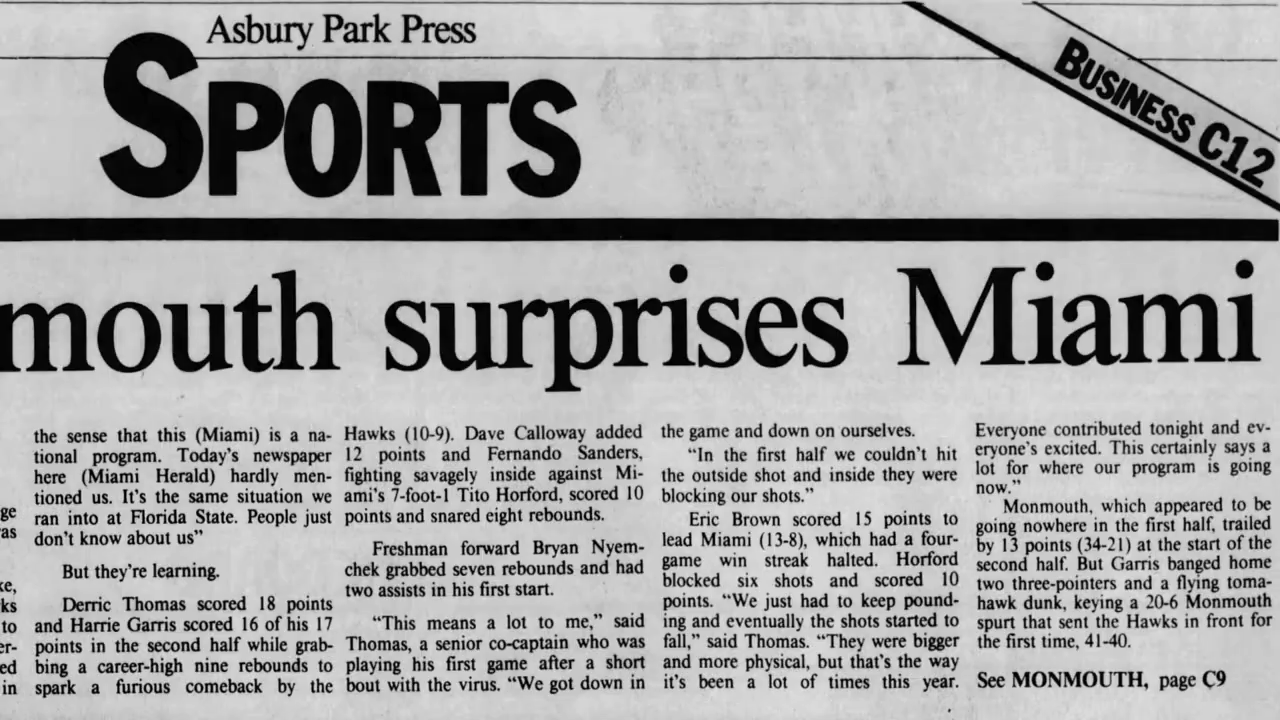 Asbury Park Press
SPORTS
BUSINESS C12
mouth surprises Miami
ge
as
ks
to
er-
ed
in
the sense that this (Miami) is a na-
tional program. Today's newspaper
here (Miami Herald) hardly men-
tioned us. It's the same situation we
ran into at Florida State. People just
don't know about us"
But they're learning.
Derric Thomas scored 18 points
and Harrie Garris scored 16 of his 17
points in the second half while grab-
bing a career-high nine rebounds to
spark a furious comeback by the
Hawks (10-9). Dave Calloway added
12 points and Fernando Sanders,
fighting savagely inside against Mi-
ami's 7-foot-1 Tito Horford, scored 10
points and snared eight rebounds.
Freshman forward Bryan Nyem-
chek grabbed seven rebounds and had
two assists in his first start.
"This means a lot to me," said
Thomas, a senior co-captain who was
playing his first game after a short
bout with the virus. "We got down in
the game and down on ourselves.
"In the first half we couldn't hit
the outside shot and inside they were
blocking our shots."
Eric Brown scored 15 points to
lead Miami (13-8), which had a four-
game win streak halted. Horford
blocked six shots and scored 10
points. "We just had to keep pound-
ing and eventually the shots started to
fall," said Thomas. "They were bigger
and more physical, but that's the way
it's been a lot of times this year.
Everyone contributed tonight and ev-
eryone's excited. This certainly says a
lot for where our program is going
now."
Monmouth, which appeared to be
going nowhere in the first half, trailed
by 13 points (34-21) at the start of the
second half. But Garris banged home
two three-pointers and a flying toma-
hawk dunk, keying a 20-6 Monmouth
spurt that sent the Hawks in front for
the first time, 41-40.
See MONMOUTH, page C9